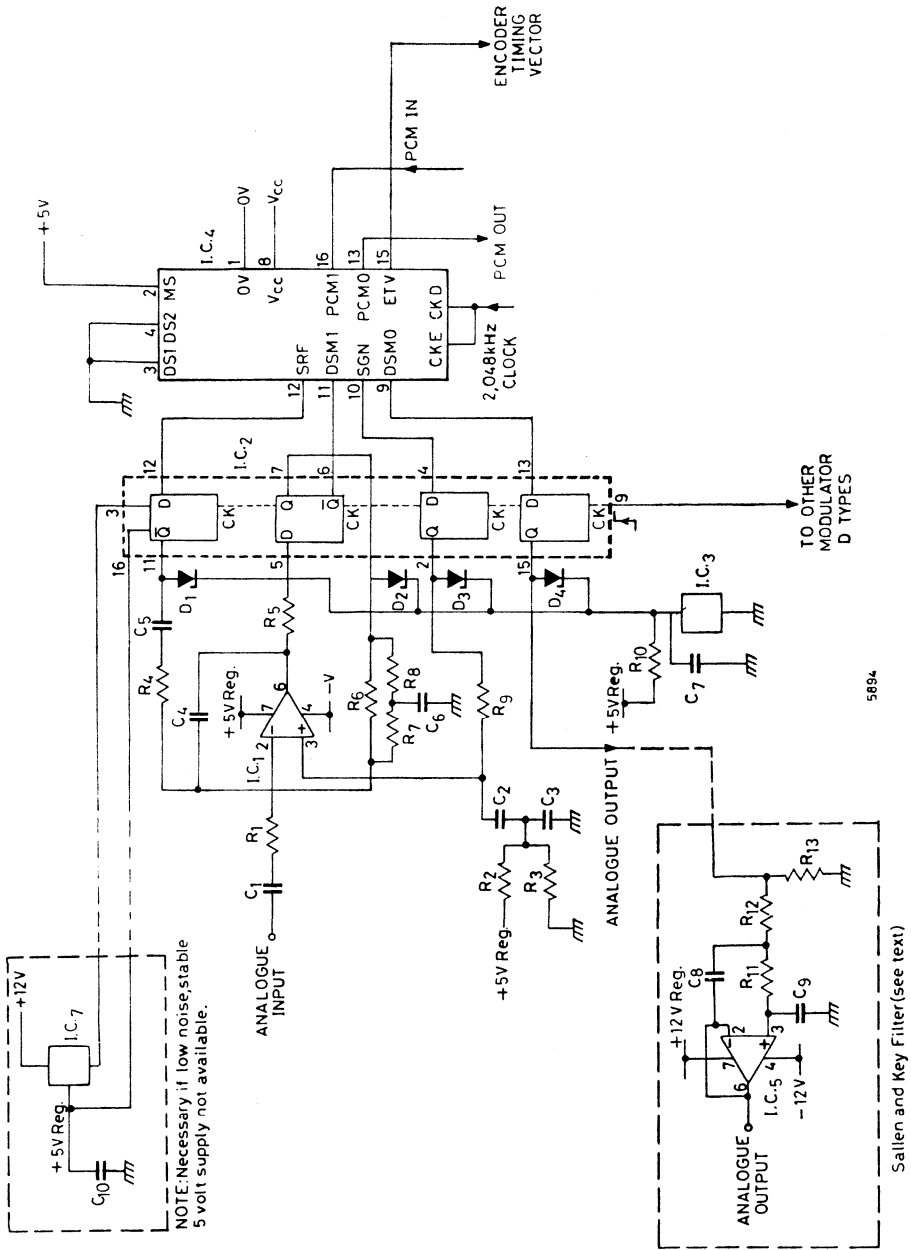 +12V
I.C.7
+5V Reg.
C10
NOTE:Necessary if low noise,stable
5 volt supply not available.
ANALOGUE
INPUT
C1
R1
I.C.1
2
3
7
6
4
+5V Reg.
-V
C4
R4
C5
R5
R6
R7
R8
C6
R9
C2
C3
R2
R3
+5V Reg.
D1
D2
D3
D4
3
16
11
12
5
7
6
2
4
15
13
9
I.C.2
D
Q̅
CK
D
Q
Q̅
CK
D
Q
CK
D
Q
CK
TO OTHER
MODULATOR
D TYPES
+5V Reg.
R10
C7
I.C.3
+5V
3
4
2
DS1
DS2
MS
I.C.4
12
SRF
11
DSM1
10
SGN
9
DSM0
0V
1
0V
Vcc
8
Vcc
PCM1
16
PCM0
13
ETV
15
CKE
CKD
2,048kHz
CLOCK
PCM IN
PCM OUT
ENCODER
TIMING
VECTOR
ANALOGUE OUTPUT
R13
R12
R11
C8
C9
+12V Reg.
2
3
7
6
4
-12V
I.C.5
ANALOGUE
OUTPUT
Sallen and Key Filter(see text)
5894